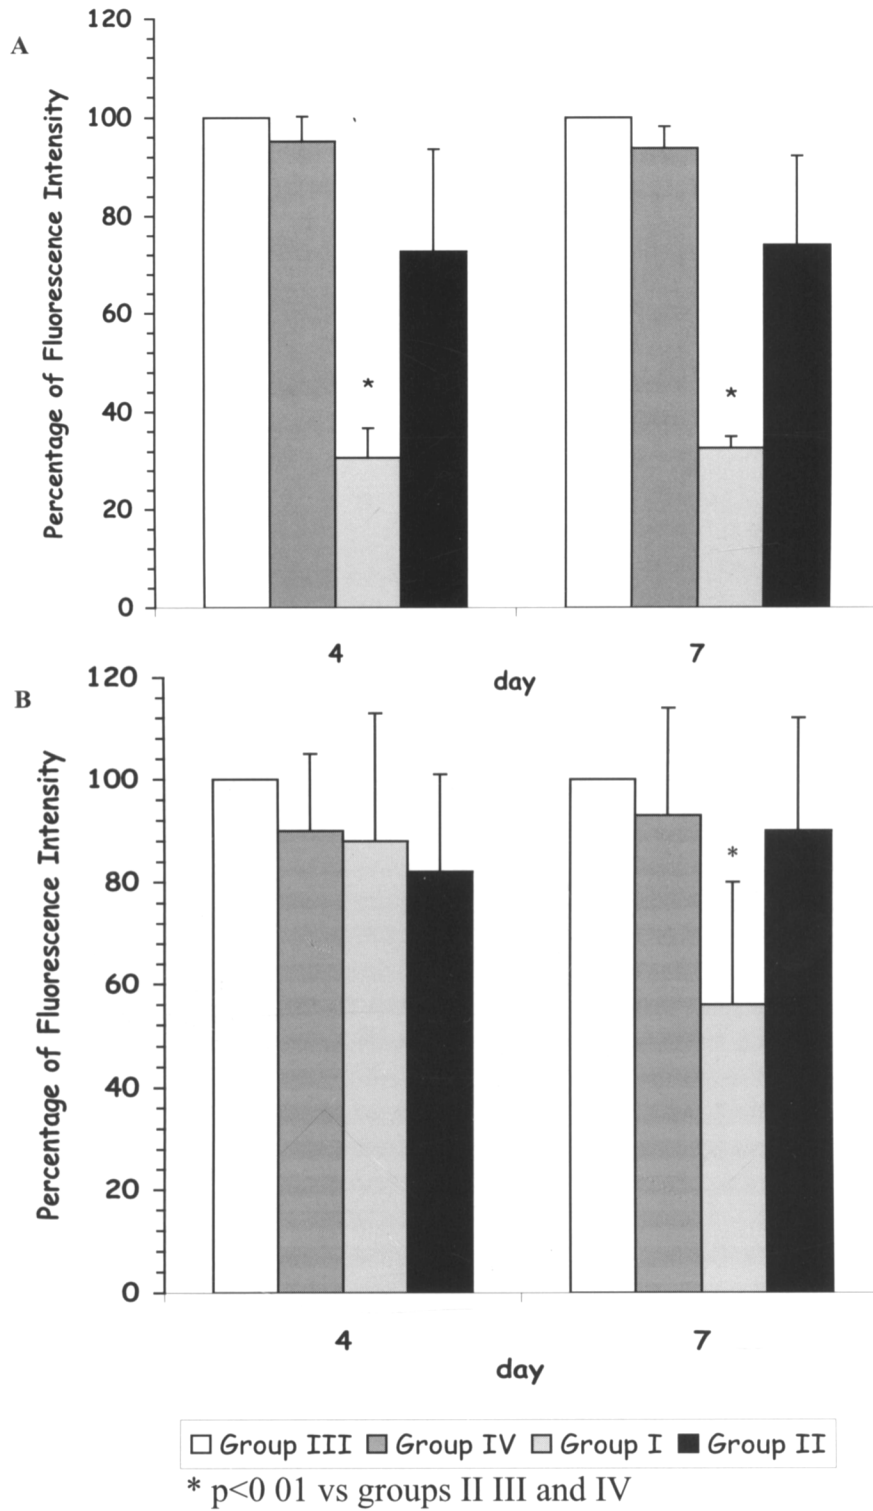 A
Percentage of Fluorescence Intensity
120
100
80
60
40
20
0
*
*
4
7
day
B
Percentage of Fluorescence Intensity
120
100
80
60
40
20
0
*
4
7
day
Group III Group IV Group I Group II
* p<0 01 vs groups II III and IV